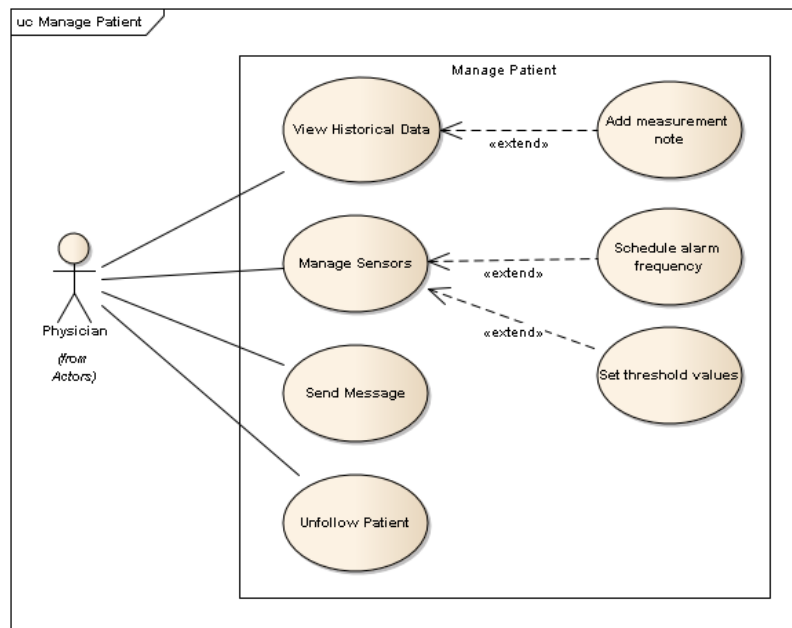 uc Manage Patient
Manage Patient
View Historical Data
Add measurement
note
«extend»
Manage Sensors
Schedule alarm
frequency
«extend»
Physician
(from
Actors)
«extend»
Set threshold values
Send Message
Unfollow Patient